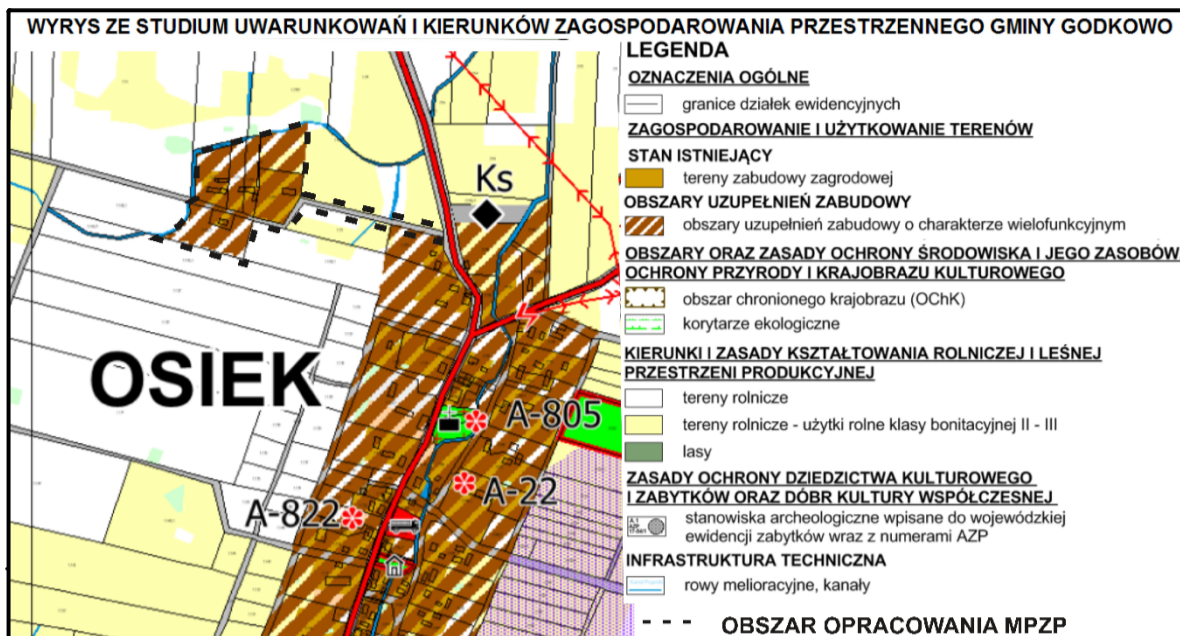 WYRYS ZE STUDIUM UWARUNKOWAŃ I KIERUNKÓW ZAGOSPODAROWANIA PRZESTRZENNEGO GMINY GODKOWO
Ks
OSIEK
A-805
A-22
A-822
LEGENDA
OZNACZENIA OGÓLNE
granice działek ewidencyjnych
ZAGOSPODAROWANIE I UŻYTKOWANIE TERENÓW
STAN ISTNIEJĄCY
tereny zabudowy zagrodowej
OBSZARY UZUPEŁNIEŃ ZABUDOWY
obszary uzupełnień zabudowy o charakterze wielofunkcyjnym
OBSZARY ORAZ ZASADY OCHRONY ŚRODOWISKA I JEGO ZASOBÓW
OCHRONY PRZYRODY I KRAJOBRAZU KULTUROWEGO
obszar chronionego krajobrazu (OChK)
korytarze ekologiczne
KIERUNKI I ZASADY KSZTAŁTOWANIA ROLNICZEJ I LEŚNEJ
PRZESTRZENI PRODUKCYJNEJ
tereny rolnicze
tereny rolnicze - użytki rolne klasy bonitacyjnej II - III
lasy
ZASADY OCHRONY DZIEDZICTWA KULTUROWEGO
I ZABYTKÓW ORAZ DÓBR KULTURY WSPÓŁCZESNEJ
stanowiska archeologiczne wpisane do wojewódzkiej
ewidencji zabytków wraz z numerami AZP
INFRASTRUKTURA TECHNICZNA
rowy melioracyjne, kanały
OBSZAR OPRACOWANIA MPZP